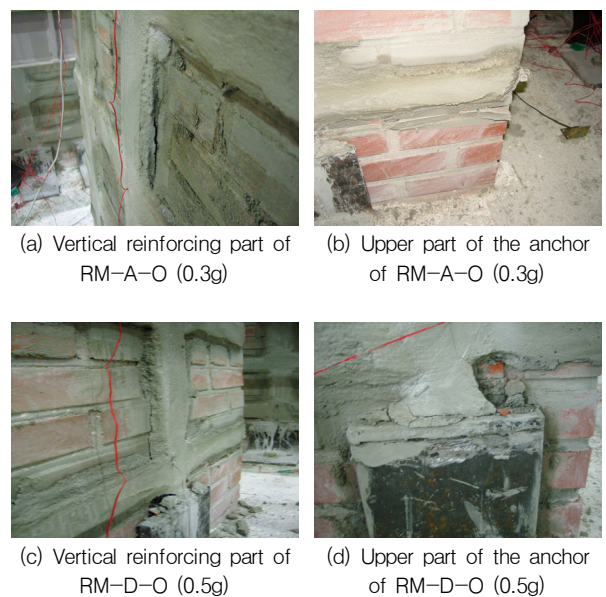 (a) Vertical reinforcing part of
RM-A-O (0.3g)
(b) Upper part of the anchor
of RM-A-O (0.3g)
(c) Vertical reinforcing part of
RM-D-O (0.5g)
(d) Upper part of the anchor
of RM-D-O (0.5g)